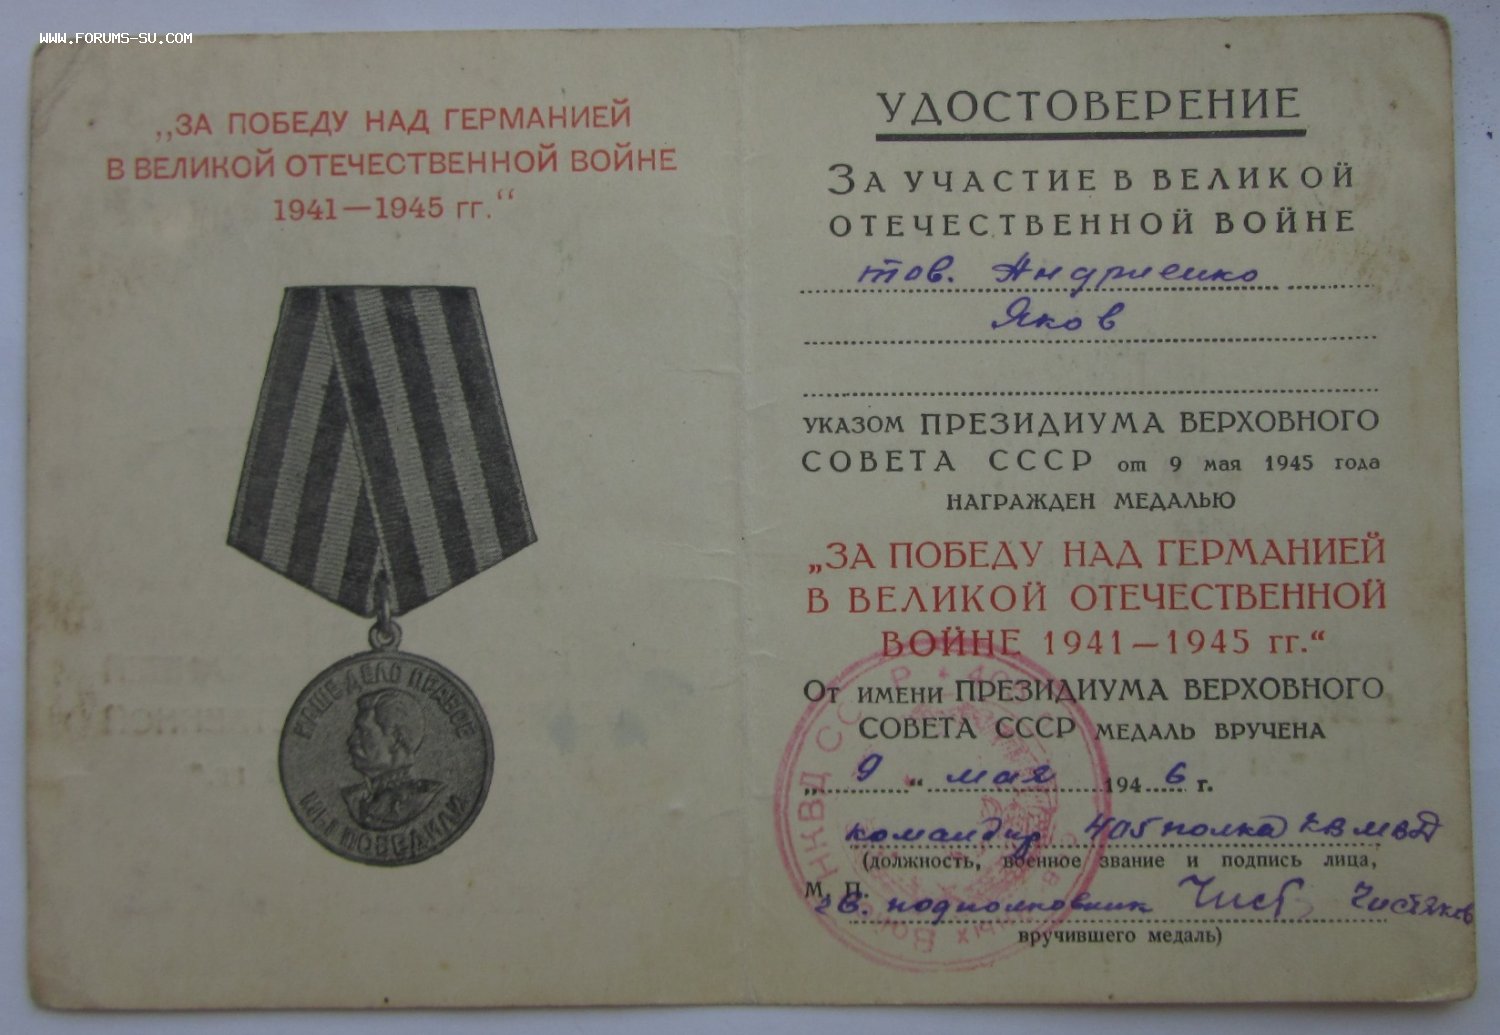 www.forums-su.com
„ЗА ПОБЕДУ НАД ГЕРМАНИЕЙ
В ВЕЛИКОЙ ОТЕЧЕСТВЕННОЙ ВОЙНЕ
1941—1945 гг.“
НАШЕ ДЕЛО ПРАВОЕ
МЫ ПОБЕДИЛИ
УДОСТОВЕРЕНИЕ
ЗА УЧАСТИЕ В ВЕЛИКОЙ
ОТЕЧЕСТВЕННОЙ ВОЙНЕ
тов. Андриенко
Яков
УКАЗОМ ПРЕЗИДИУМА ВЕРХОВНОГО
СОВЕТА СССР от 9 мая 1945 года
НАГРАЖДЕН МЕДАЛЬЮ
„ЗА ПОБЕДУ НАД ГЕРМАНИЕЙ
В ВЕЛИКОЙ ОТЕЧЕСТВЕННОЙ
ВОЙНЕ 1941—1945 гг.“
От имени ПРЕЗИДИУМА ВЕРХОВНОГО
СОВЕТА СССР МЕДАЛЬ ВРУЧЕНА
„9“ мая 1946 г.
командир 405 полка ВВ МВД
(должность, военное звание и подпись лица,
М. П.
гв. подполковник Чист Чистяков
вручившего медаль)
НКВД СССР